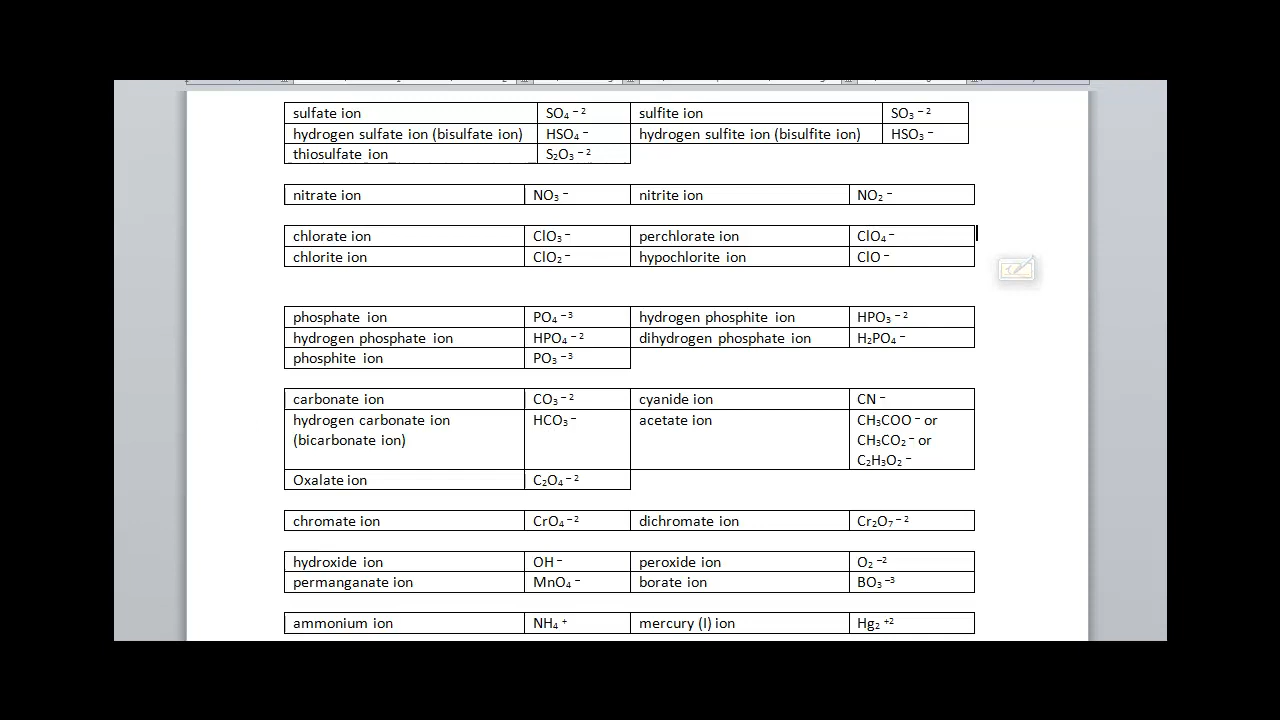 sulfate ion SO₄⁻² sulfite ion SO₃⁻²
hydrogen sulfate ion (bisulfate ion) HSO₄⁻ hydrogen sulfite ion (bisulfite ion) HSO₃⁻
thiosulfate ion S₂O₃⁻²
nitrate ion NO₃⁻ nitrite ion NO₂⁻
chlorate ion ClO₃⁻ perchlorate ion ClO₄⁻
chlorite ion ClO₂⁻ hypochlorite ion ClO⁻
phosphate ion PO₄⁻³ hydrogen phosphite ion HPO₃⁻²
hydrogen phosphate ion HPO₄⁻² dihydrogen phosphate ion H₂PO₄⁻
phosphite ion PO₃⁻³
carbonate ion CO₃⁻² cyanide ion CN⁻
hydrogen carbonate ion HCO₃⁻ acetate ion CH₃COO⁻ or
(bicarbonate ion) CH₃CO₂⁻ or
C₂H₃O₂⁻
Oxalate ion C₂O₄⁻²
chromate ion CrO₄⁻² dichromate ion Cr₂O₇⁻²
hydroxide ion OH⁻ peroxide ion O₂⁻²
permanganate ion MnO₄⁻ borate ion BO₃⁻³
ammonium ion NH₄⁺ mercury (I) ion Hg₂⁺²